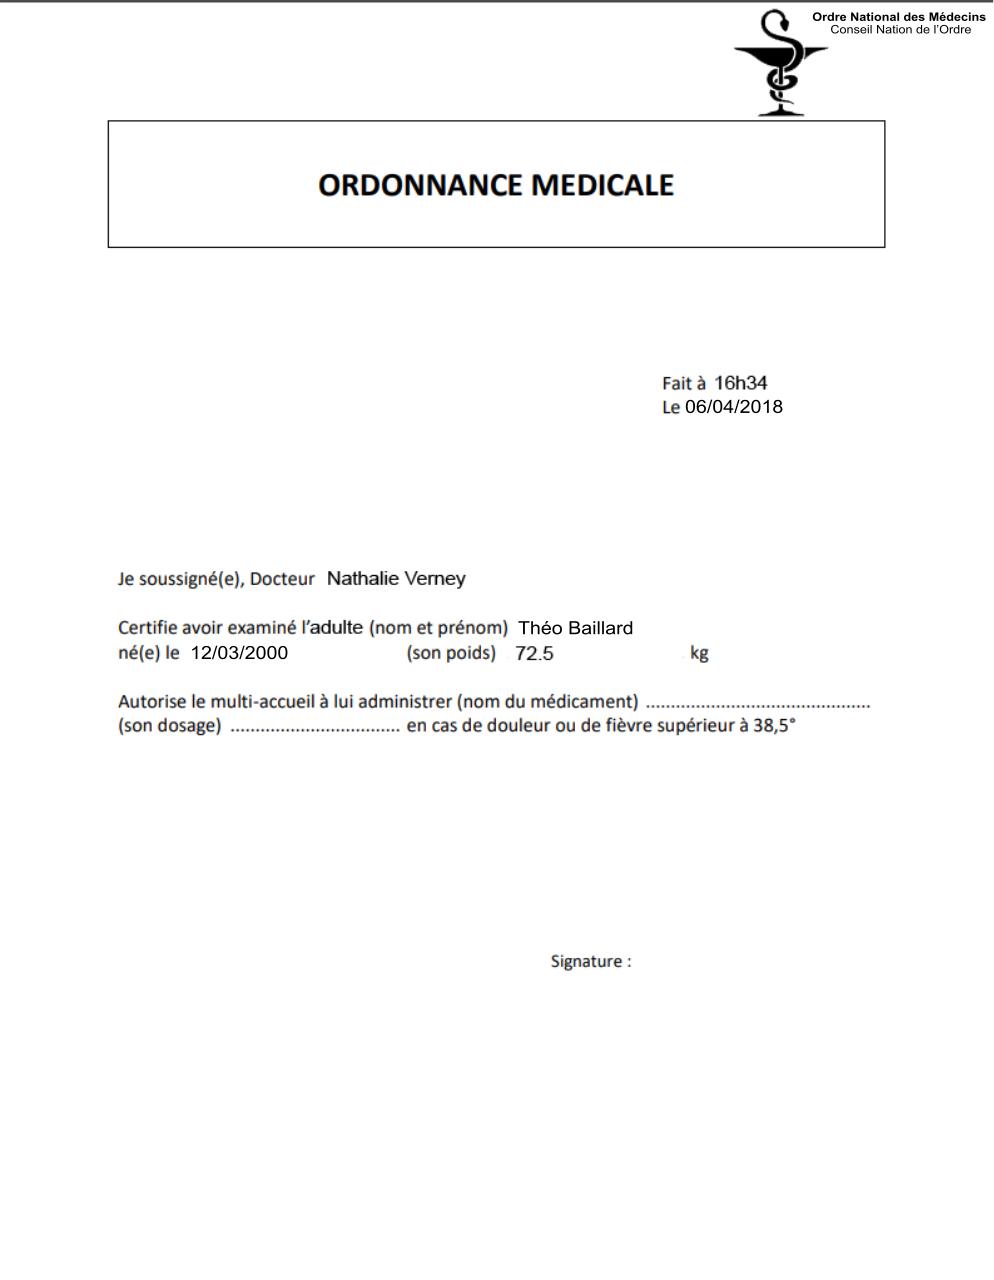 Ordre National des Médecins
Conseil Nation de l'Ordre
ORDONNANCE MEDICALE
Fait à 16h34
Le 06/04/2018
Je soussigné(e), Docteur Nathalie Verney
Certifie avoir examiné l'adulte (nom et prénom) Théo Baillard
né(e) le 12/03/2000 (son poids) 72.5 kg
Autorise le multi-accueil à lui administrer (nom du médicament) .............................................
(son dosage) .................................. en cas de douleur ou de fièvre supérieur à 38,5°
Signature :